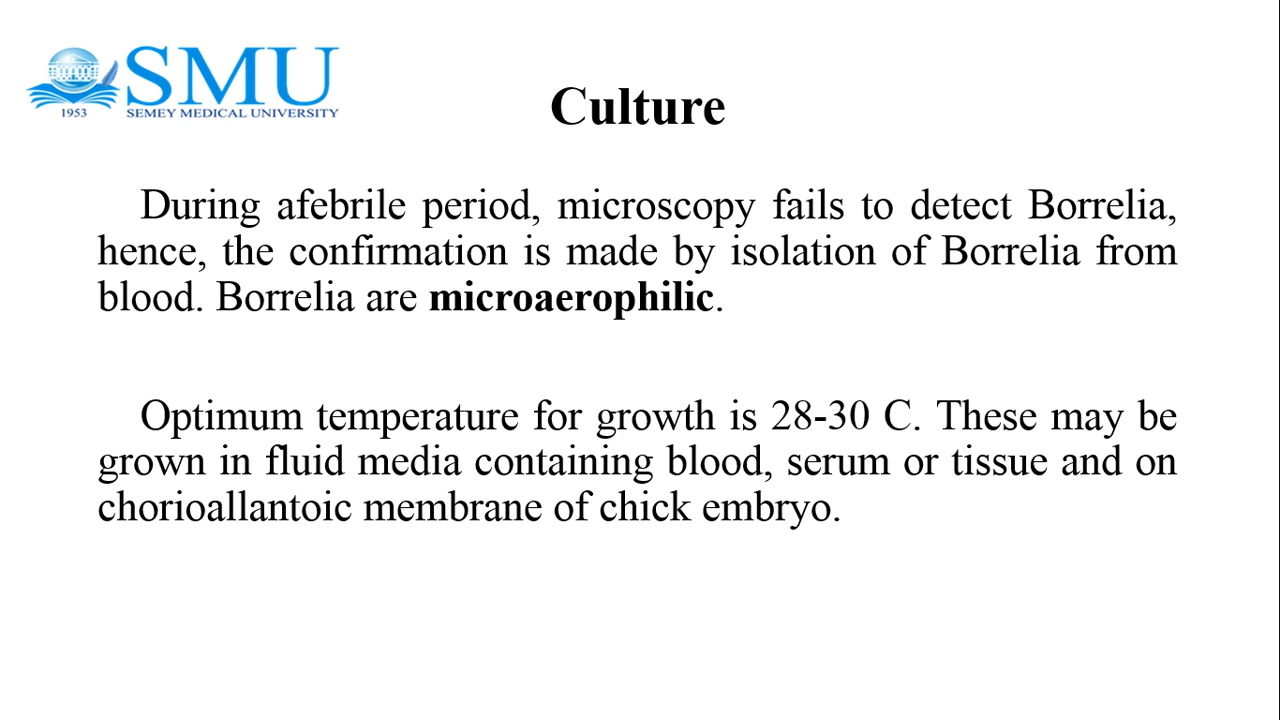 SMU
1953
SEMEY MEDICAL UNIVERSITY
Culture
During afebrile period, microscopy fails to detect Borrelia,
hence, the confirmation is made by isolation of Borrelia from
blood. Borrelia are microaerophilic.
Optimum temperature for growth is 28-30 C. These may be
grown in fluid media containing blood, serum or tissue and on
chorioallantoic membrane of chick embryo.